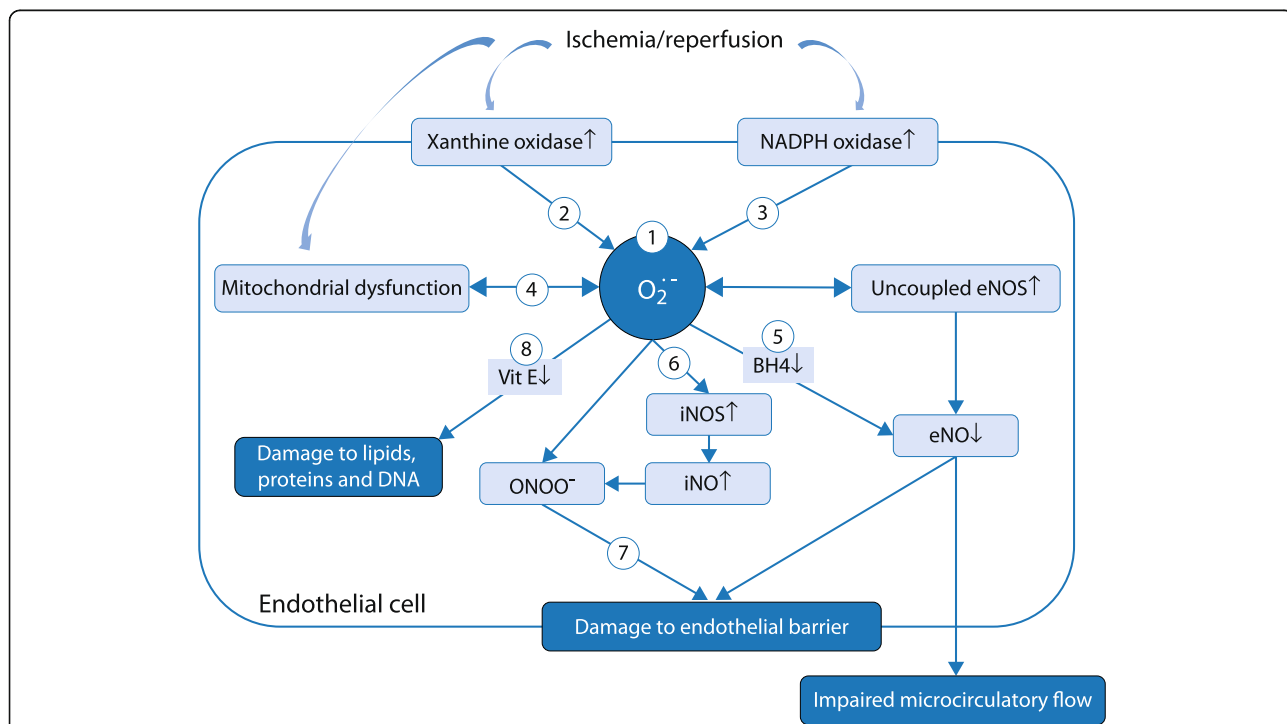 Ischemia/reperfusion
Xanthine oxidase↑
NADPH oxidase↑
2
3
1
Mitochondrial dysfunction
4
O₂·⁻
Uncoupled eNOS↑
8
Vit E↓
6
5
BH4↓
iNOS↑
eNO↓
Damage to lipids,
proteins and DNA
ONOO⁻
iNO↑
7
Endothelial cell
Damage to endothelial barrier
Impaired microcirculatory flow